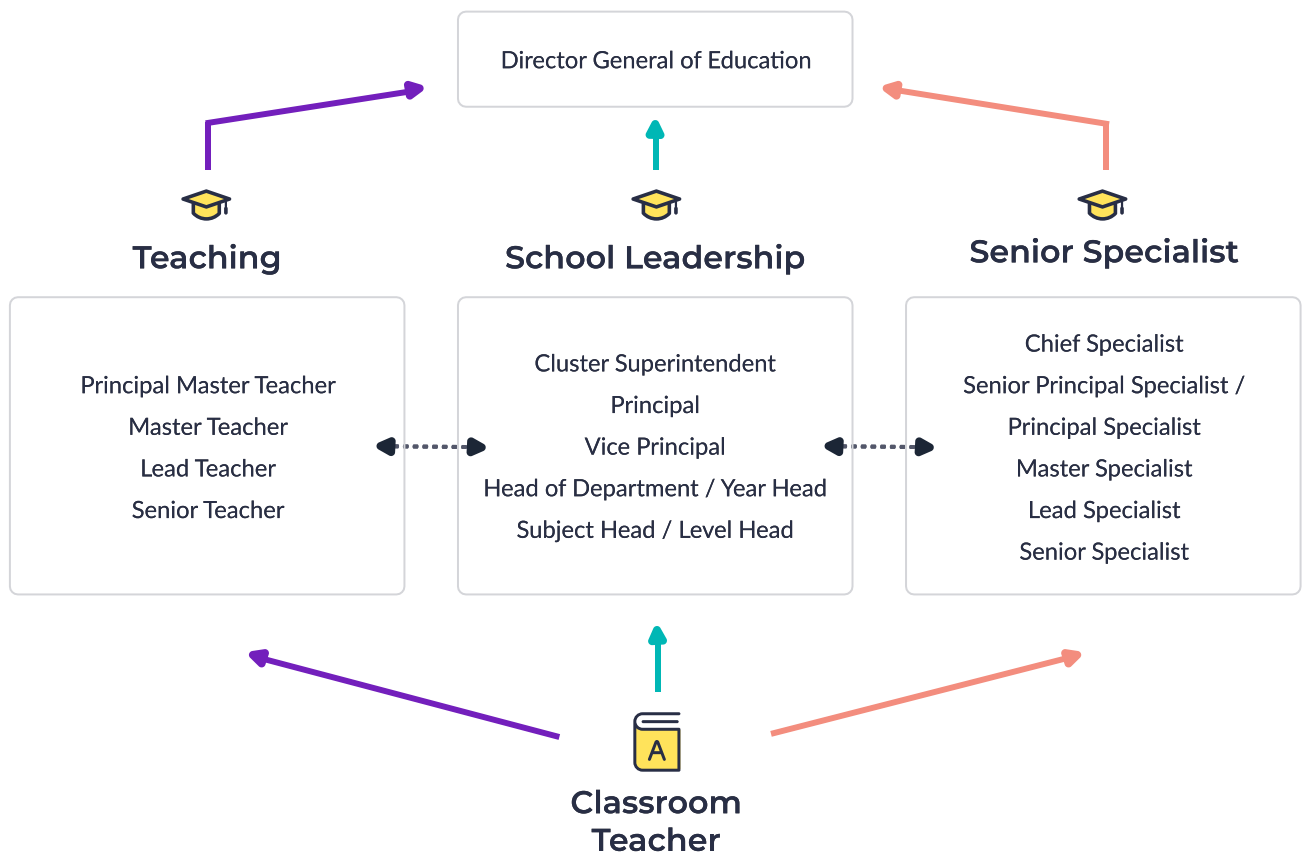 Director General of Education
Teaching
School Leadership
Senior Specialist
Principal Master Teacher
Master Teacher
Lead Teacher
Senior Teacher
Cluster Superintendent
Principal
Vice Principal
Head of Department / Year Head
Subject Head / Level Head
Chief Specialist
Senior Principal Specialist /
Principal Specialist
Master Specialist
Lead Specialist
Senior Specialist
A
Classroom
Teacher